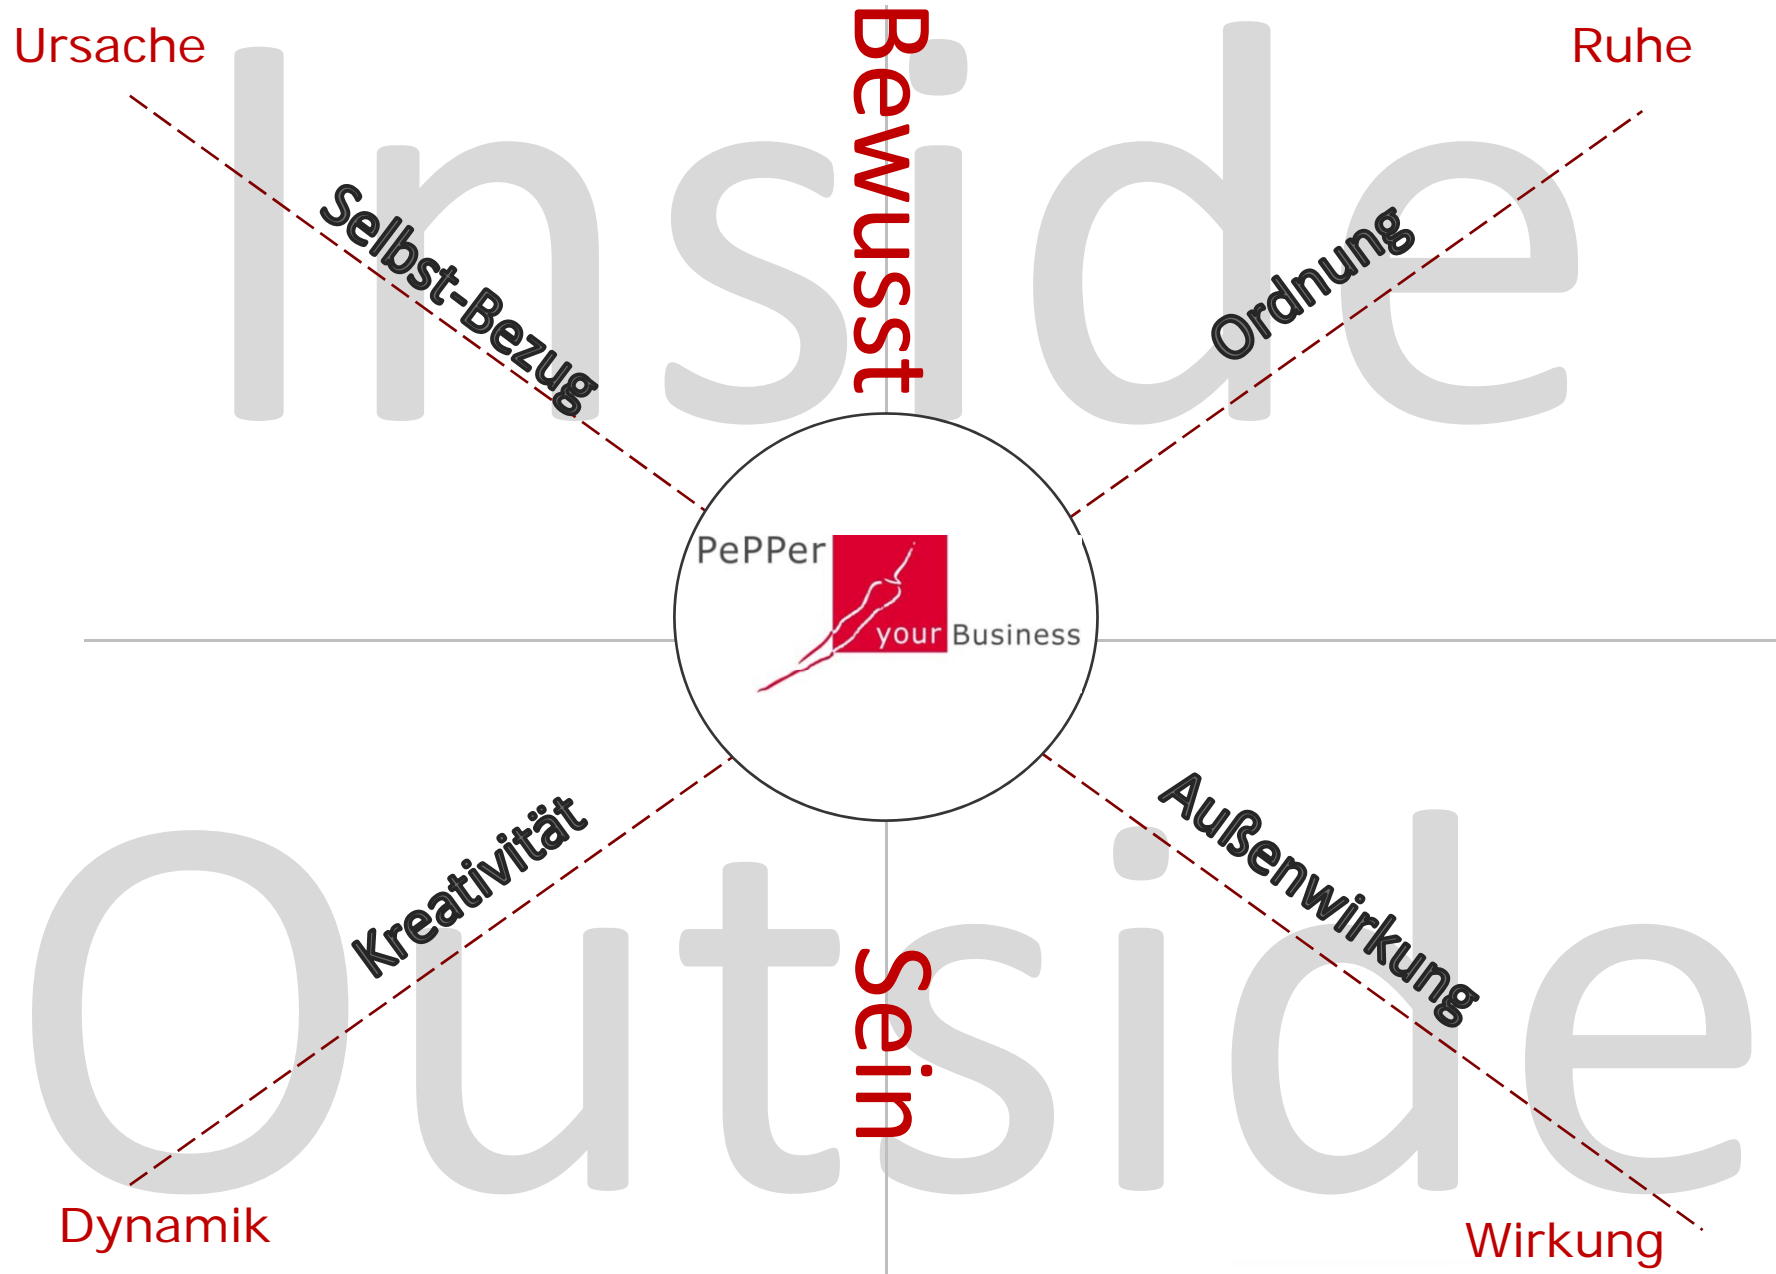 Ursache
Bewusst
Ruhe
Inside
Selbst-Bezug
Ordnung
PePPer
your Business
Kreativität
Außenwirkung
Outside
Sein
Dynamik
Wirkung